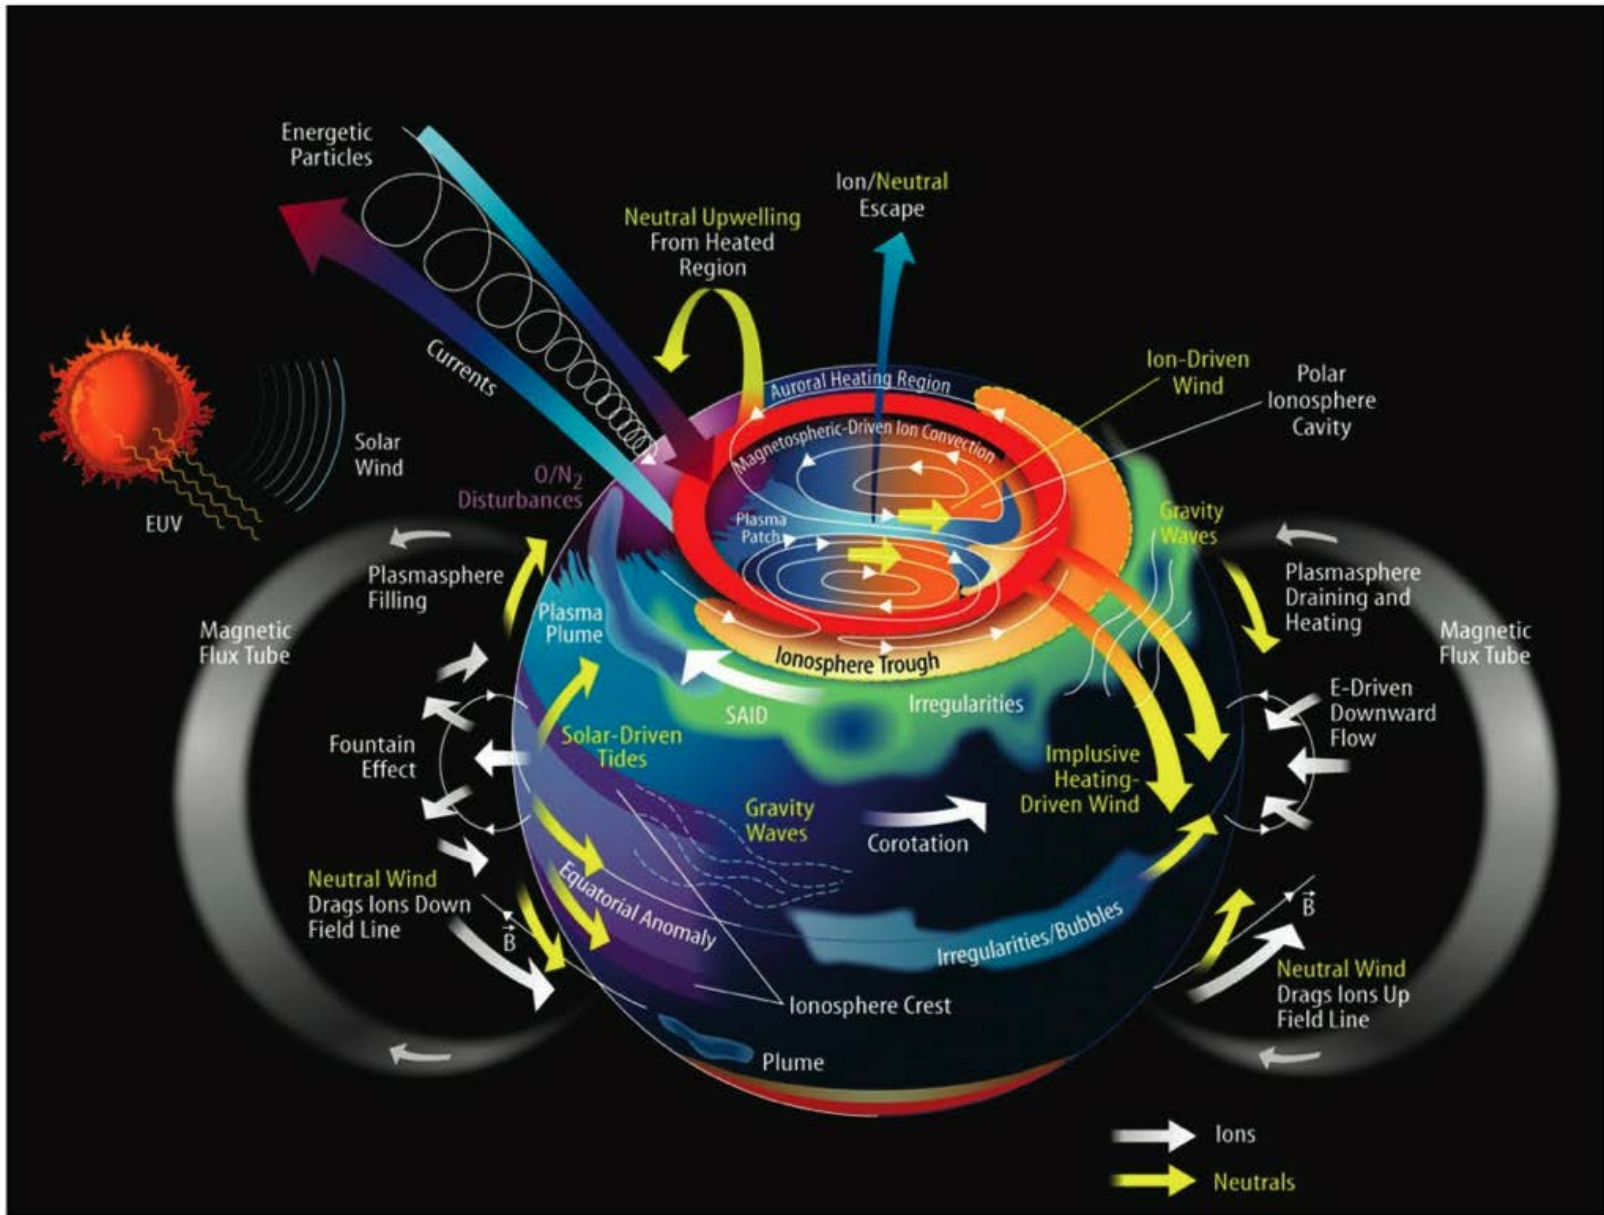 Energetic
Particles
Ion/Neutral
Escape
Neutral Upwelling
From Heated
Region
Currents
Solar
Wind
EUV
Auroral Heating Region
Ion-Driven
Wind
Polar
Ionosphere
Cavity
Magnetospheric-Driven Ion Convection
O/N2
Disturbances
Plasma
Patch
Gravity
Waves
Plasmasphere
Filling
Plasmasphere
Draining and
Heating
Magnetic
Flux Tube
Plasma
Plume
Magnetic
Flux Tube
Ionosphere Trough
SAID
Irregularities
E-Driven
Downward
Flow
Fountain
Effect
Solar-Driven
Tides
Implusive
Heating-
Driven Wind
Gravity
Waves
Corotation
Neutral Wind
Drags Ions Down
Field Line
B
Equatorial Anomaly
Irregularities/Bubbles
B
Neutral Wind
Drags Ions Up
Field Line
Ionosphere Crest
Plume
Ions
Neutrals